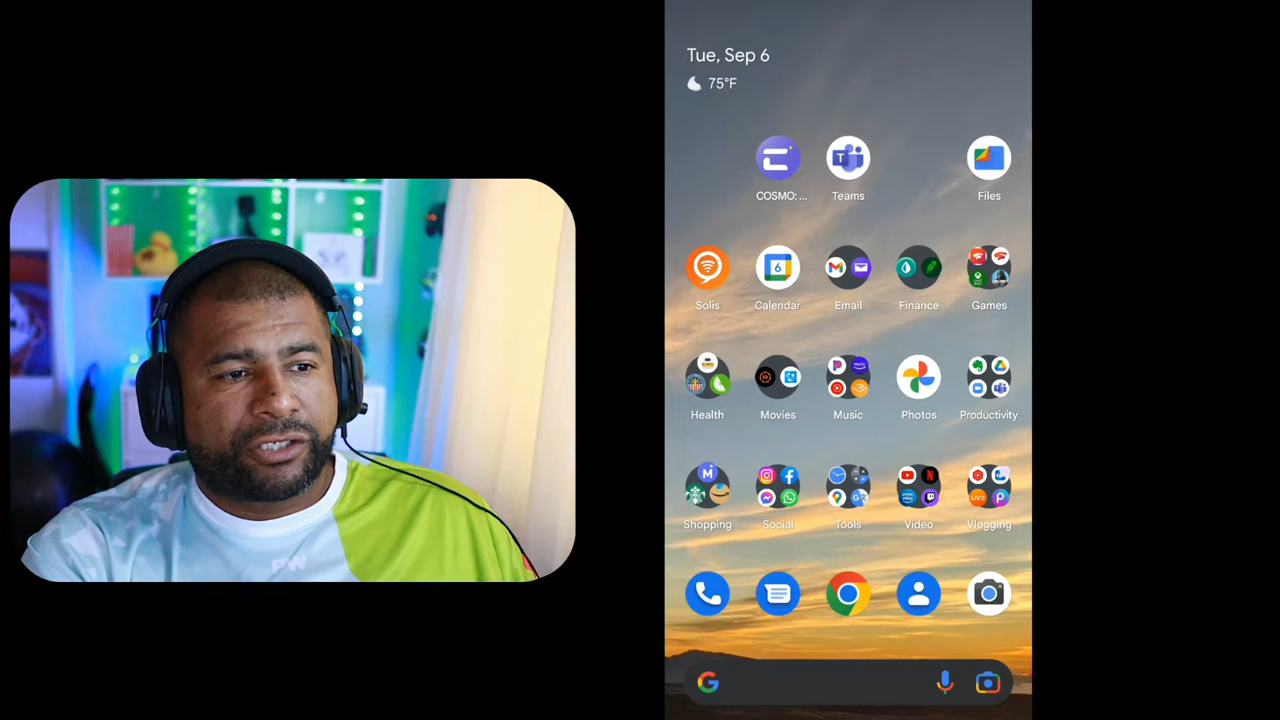 Tue, Sep 6
75°F
COSMO: ...
Teams
Files
Solis
Calendar
Email
Finance
Games
Health
Movies
Music
Photos
Productivity
Shopping
Social
Tools
Video
Vlogging